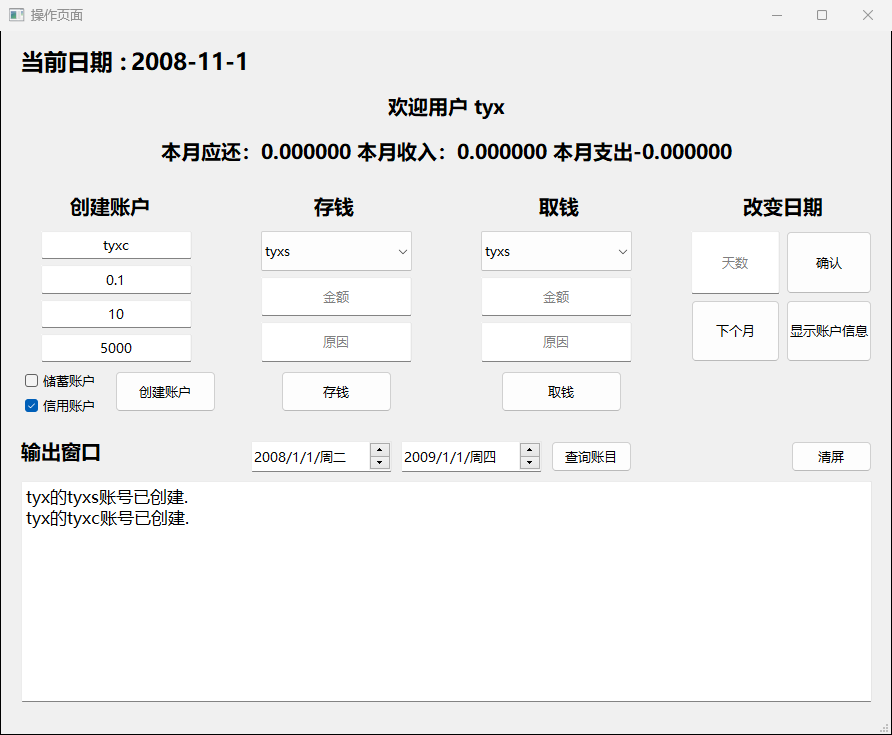 操作页面
当前日期 : 2008-11-1
欢迎用户 tyx
本月应还：0.000000 本月收入：0.000000 本月支出-0.000000
创建账户 存钱 取钱 改变日期
tyxc tyxs tyxs 天数 确认
0.1 金额 金额
10 原因 原因 下个月 显示账户信息
5000
储蓄账户
信用账户 创建账户 存钱 取钱
输出窗口 2008/1/1/周二 2009/1/1/周四 查询账目 清屏
tyx的tyxs账号已创建.
tyx的tyxc账号已创建.